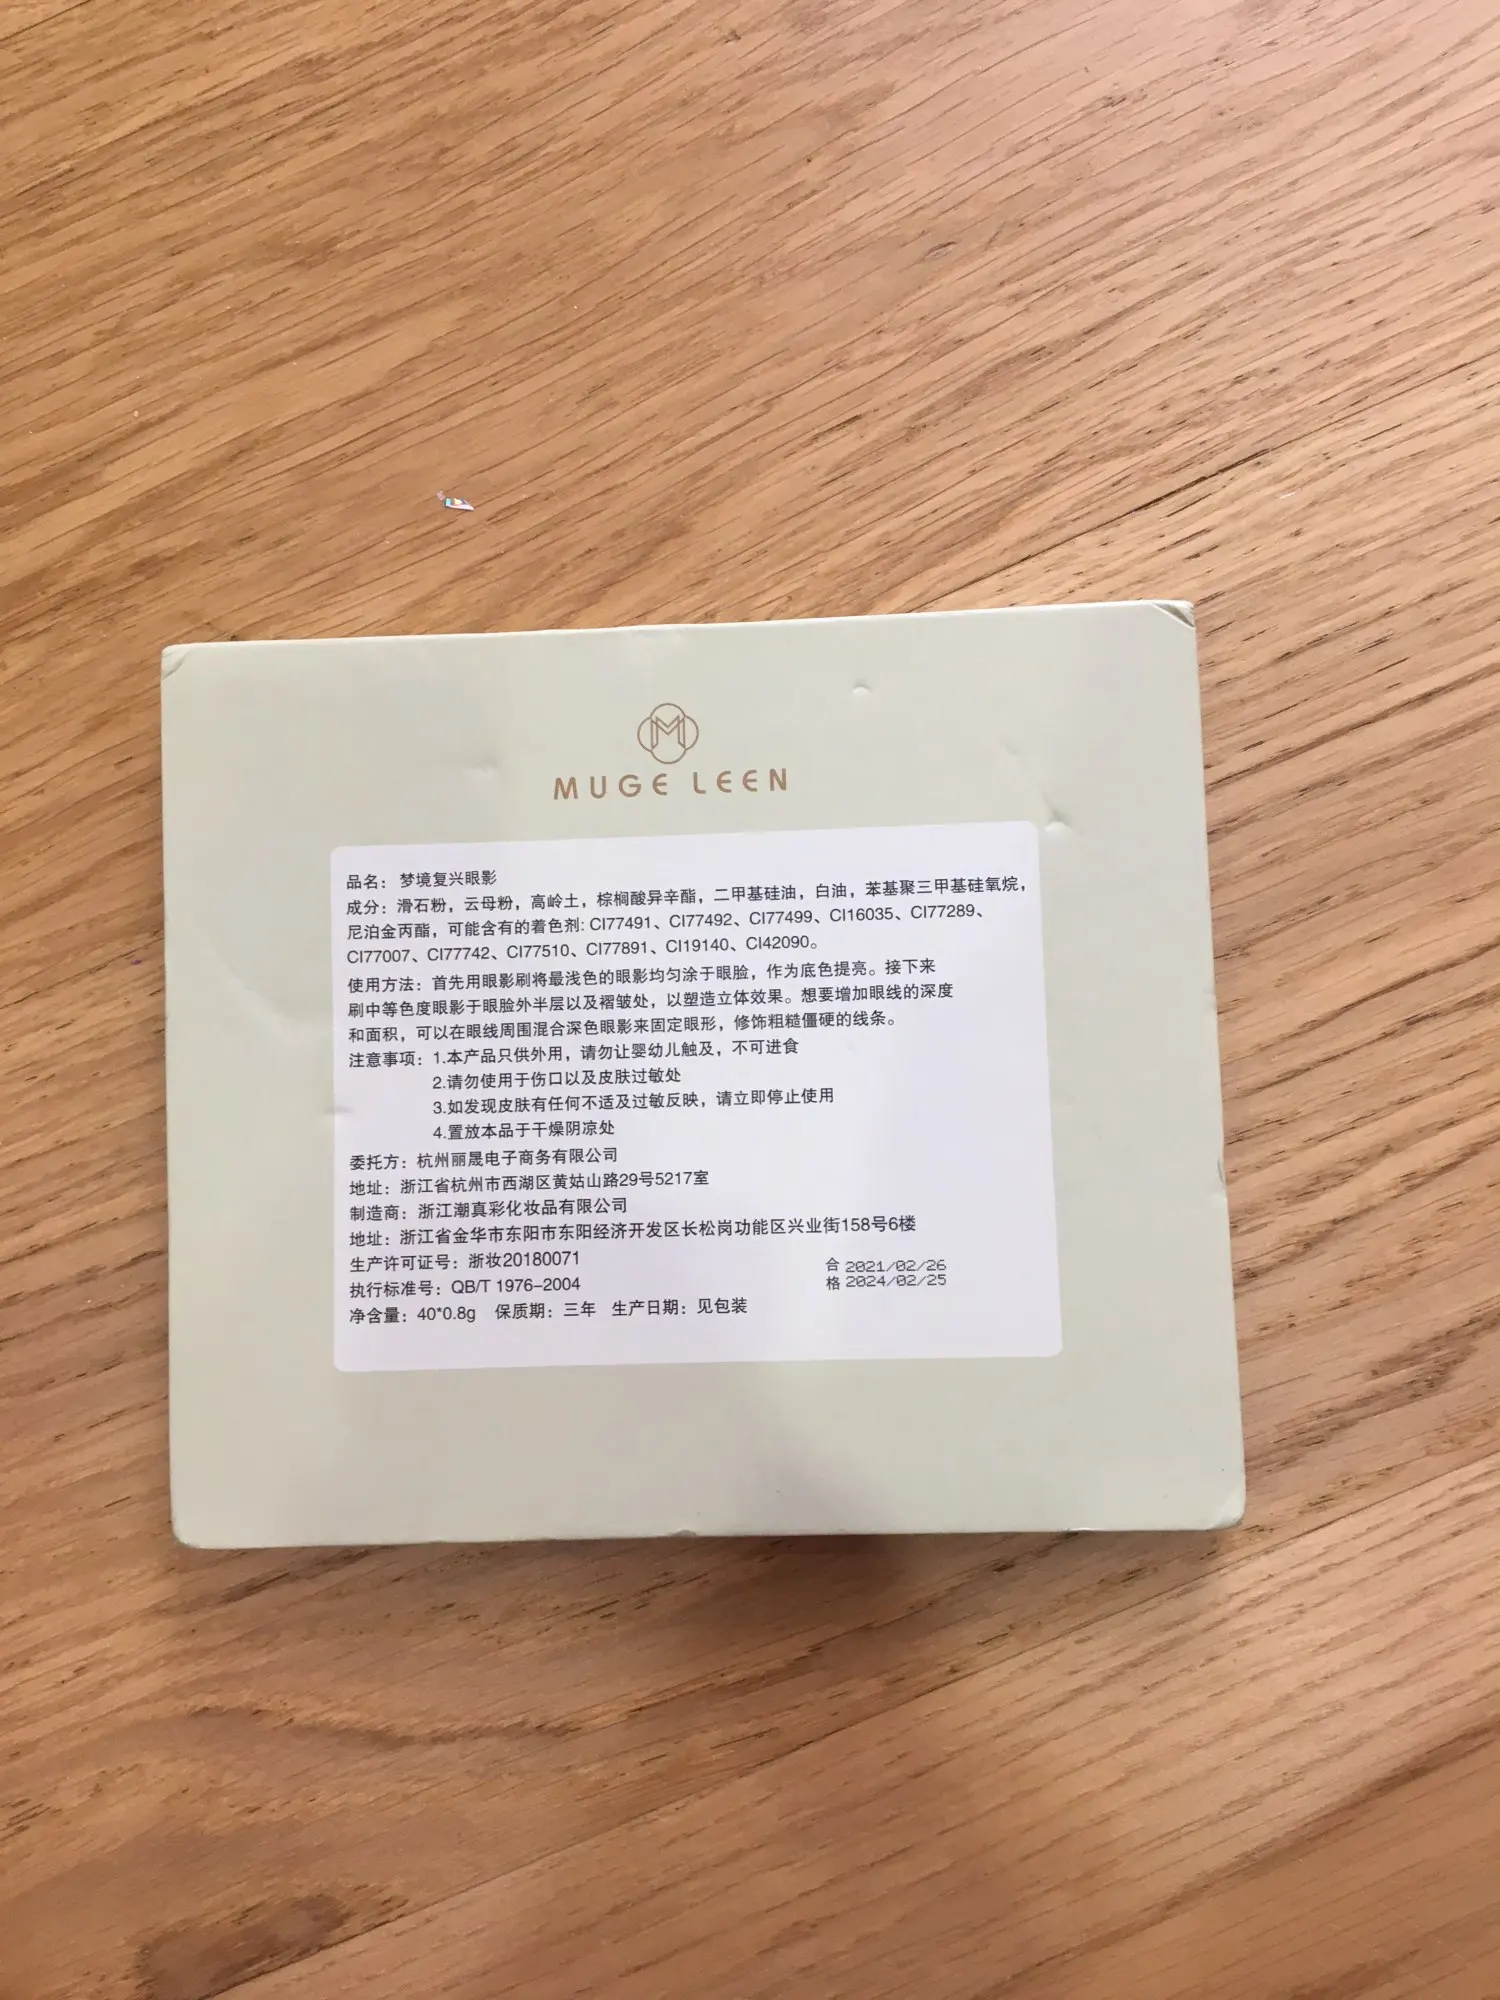 M
MUGE LEEN
品名：梦境复兴眼影
成分：滑石粉，云母粉，高岭土，棕榈酸异辛酯，二甲基硅油，白油，苯基聚三甲基硅氧烷，
尼泊金丙酯，可能含有的着色剂: CI77491、CI77492、CI77499、CI16035、CI77289、
CI77007、CI77742、CI77510、CI77891、CI19140、CI42090。
使用方法：首先用眼影刷将最浅色的眼影均匀涂于眼脸，作为底色提亮。接下来
刷中等色度眼影于眼脸外半层以及褶皱处，以塑造立体效果。想要增加眼线的深度
和面积，可以在眼线周围混合深色眼影来固定眼形，修饰粗糙僵硬的线条。
注意事项：1.本产品只供外用，请勿让婴幼儿触及，不可进食
2.请勿使用于伤口以及皮肤过敏处
3.如发现皮肤有任何不适及过敏反映，请立即停止使用
4.置放本品于干燥阴凉处
委托方：杭州丽晟电子商务有限公司
地址：浙江省杭州市西湖区黄姑山路29号5217室
制造商：浙江潮真彩化妆品有限公司
地址：浙江省金华市东阳市东阳经济开发区长松岗功能区兴业街158号6楼
生产许可证号：浙妆20180071
执行标准号：QB/T 1976-2004
净含量：40*0.8g 保质期：三年 生产日期：见包装
合 2021/02/26
格 2024/02/25